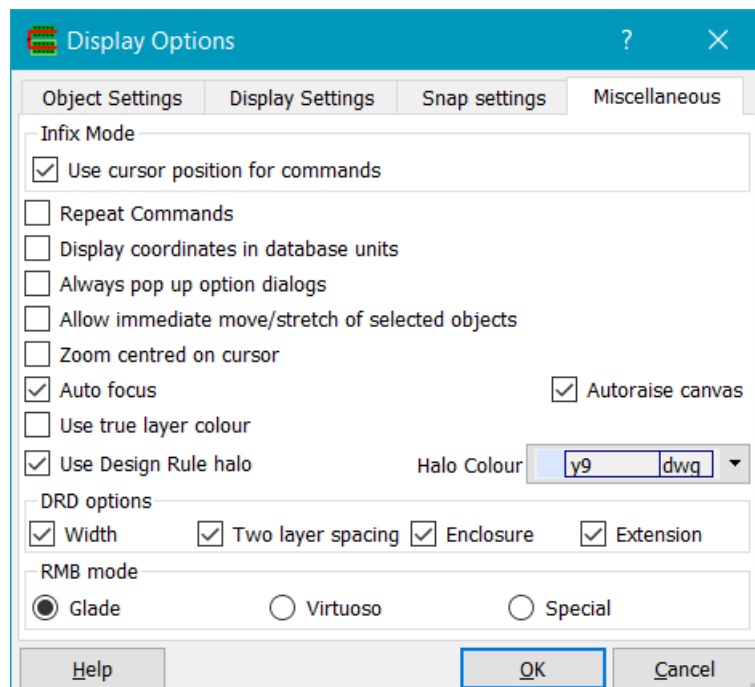 Display Options ?
Object Settings Display Settings Snap settings Miscellaneous
Infix Mode
Use cursor position for commands
Repeat Commands
Display coordinates in database units
Always pop up option dialogs
Allow immediate move/stretch of selected objects
Zoom centred on cursor
Auto focus Autoraise canvas
Use true layer colour
Use Design Rule halo Halo Colour y9 dwg
DRD options
Width Two layer spacing Enclosure Extension
RMB mode
Glade Virtuoso Special
Help OK Cancel